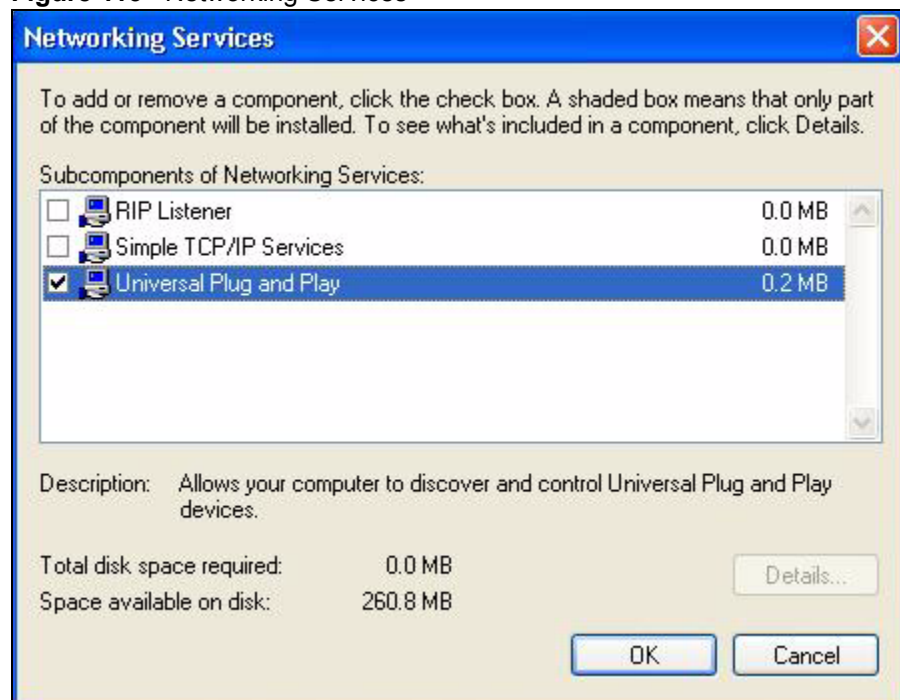 Networking Services
To add or remove a component, click the check box. A shaded box means that only part
of the component will be installed. To see what's included in a component, click Details.
Subcomponents of Networking Services:
RIP Listener 0.0 MB
Simple TCP/IP Services 0.0 MB
Universal Plug and Play 0.2 MB
Description: Allows your computer to discover and control Universal Plug and Play
devices.
Total disk space required: 0.0 MB
Details...
Space available on disk: 260.8 MB
OK Cancel